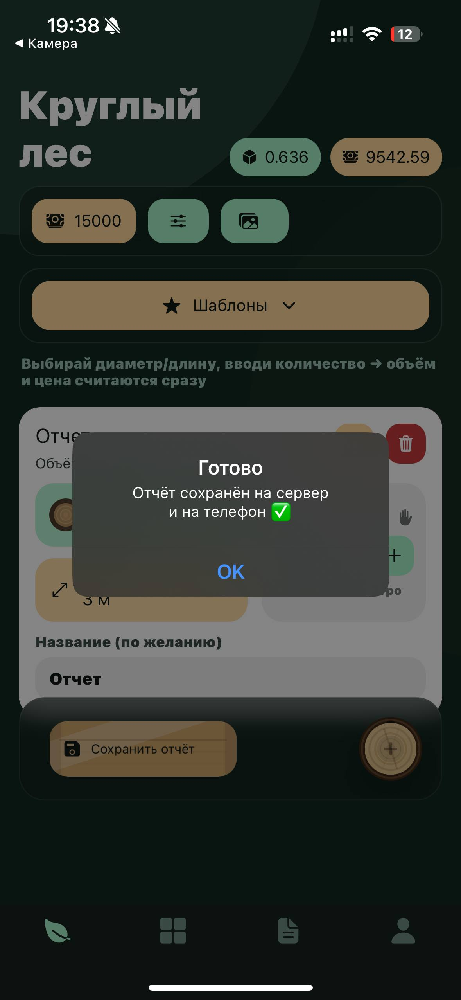 19:38
12
Камера
Круглый
лес
0.636
9542.59
15000
Шаблоны
Выбирай диаметр/длину, вводи количество → объём
и цена считаются сразу
Готово
Отчёт сохранён на сервер
и на телефон ✅
OK
3 м
Название (по желанию)
Отчет
Сохранить отчёт